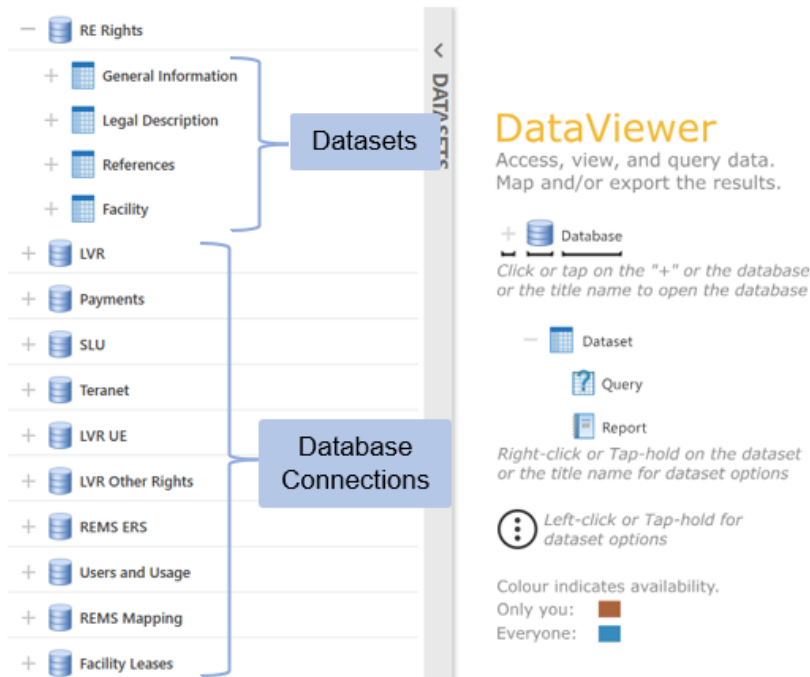 RE Rights
General Information
Legal Description
References
Facility
LVR
Payments
SLU
Teranet
LVR UE
LVR Other Rights
REMS ERS
Users and Usage
REMS Mapping
Facility Leases
Datasets
Database
Connections
DATASETS
DataViewer
Access, view, and query data.
Map and/or export the results.
Database
Click or tap on the "+" or the database
or the title name to open the database
Dataset
Query
Report
Right-click or Tap-hold on the dataset
or the title name for dataset options
Left-click or Tap-hold for
dataset options
Colour indicates availability.
Only you:
Everyone: